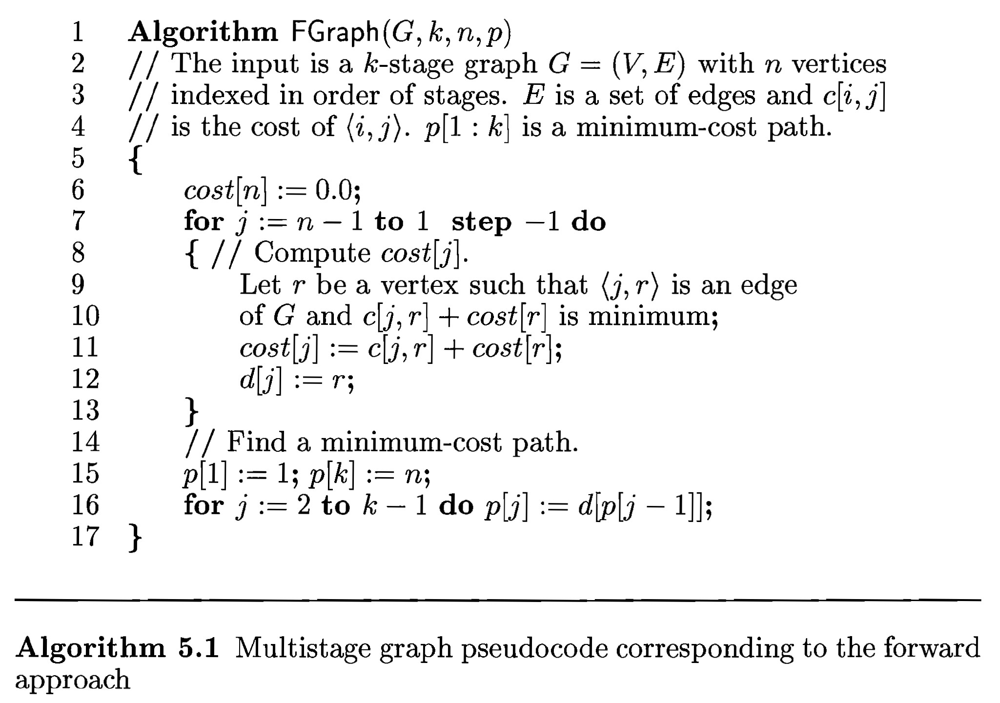 1 Algorithm FGraph(G, k, n, p)
2 // The input is a k-stage graph G = (V, E) with n vertices
3 // indexed in order of stages. E is a set of edges and c[i, j]
4 // is the cost of ⟨i, j⟩. p[1 : k] is a minimum-cost path.
5 {
6 cost[n] := 0.0;
7 for j := n − 1 to 1 step −1 do
8 { // Compute cost[j].
9 Let r be a vertex such that ⟨j, r⟩ is an edge
10 of G and c[j, r] + cost[r] is minimum;
11 cost[j] := c[j, r] + cost[r];
12 d[j] := r;
13 }
14 // Find a minimum-cost path.
15 p[1] := 1; p[k] := n;
16 for j := 2 to k − 1 do p[j] := d[p[j − 1]];
17 }
Algorithm 5.1 Multistage graph pseudocode corresponding to the forward
approach